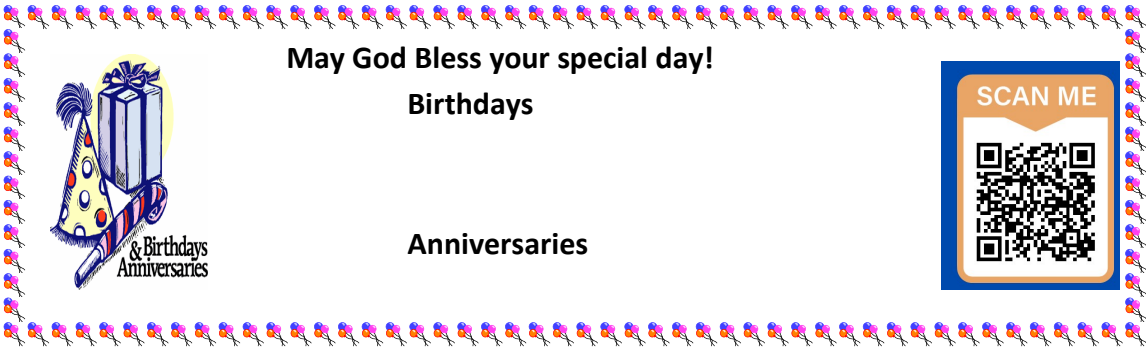 May God Bless your special day!
Birthdays
Anniversaries
& Birthdays
Anniversaries
SCAN ME